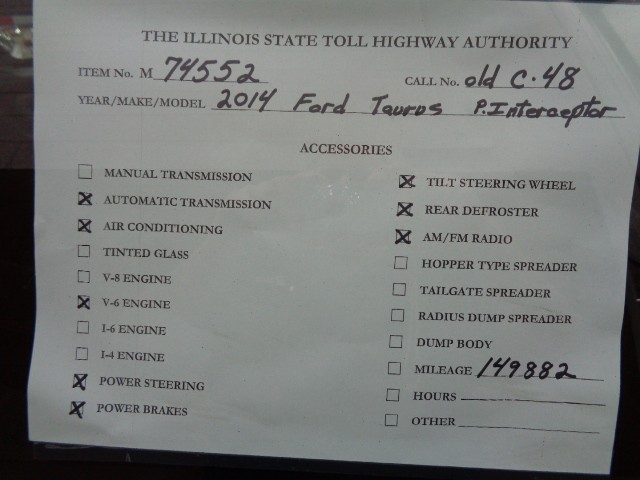 THE ILLINOIS STATE TOLL HIGHWAY AUTHORITY
ITEM No. M 74552 CALL No. old C-48
YEAR/MAKE/MODEL 2014 Ford Taurus P.Interceptor
ACCESSORIES
MANUAL TRANSMISSION
AUTOMATIC TRANSMISSION
AIR CONDITIONING
TINTED GLASS
V-8 ENGINE
V-6 ENGINE
I-6 ENGINE
I-4 ENGINE
POWER STEERING
POWER BRAKES
TILT STEERING WHEEL
REAR DEFROSTER
AM/FM RADIO
HOPPER TYPE SPREADER
TAILGATE SPREADER
RADIUS DUMP SPREADER
DUMP BODY
MILEAGE 149882
HOURS
OTHER